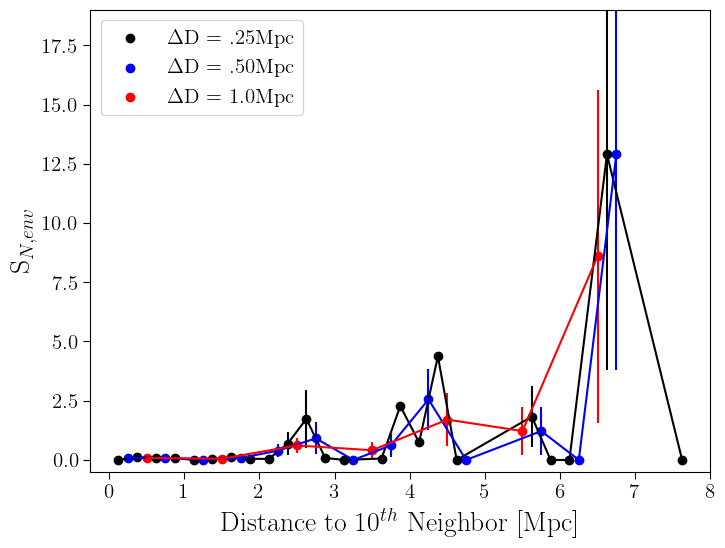 ΔD = .25Mpc
ΔD = .50Mpc
ΔD = 1.0Mpc
17.5
15.0
12.5
10.0
7.5
5.0
2.5
0.0
S_{N,env}
0 1 2 3 4 5 6 7 8
Distance to 10^{th} Neighbor [Mpc]